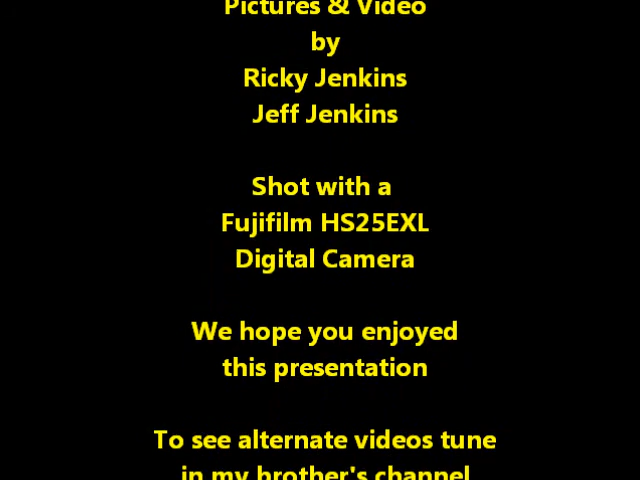 Pictures & Video
by
Ricky Jenkins
Jeff Jenkins
Shot with a
Fujifilm HS25EXL
Digital Camera
We hope you enjoyed
this presentation
To see alternate videos tune
in my brother's channel